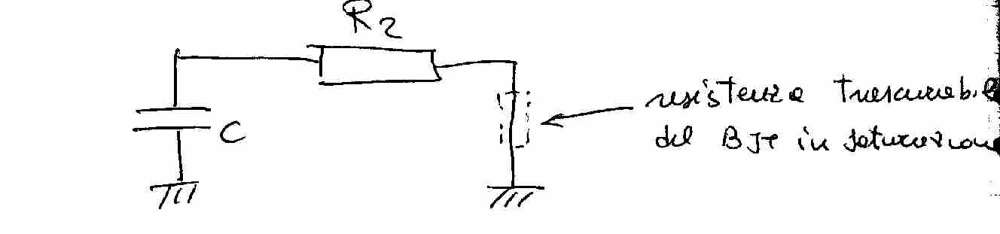 R2
C
resistenza trascurabile
del BJT in saturazione